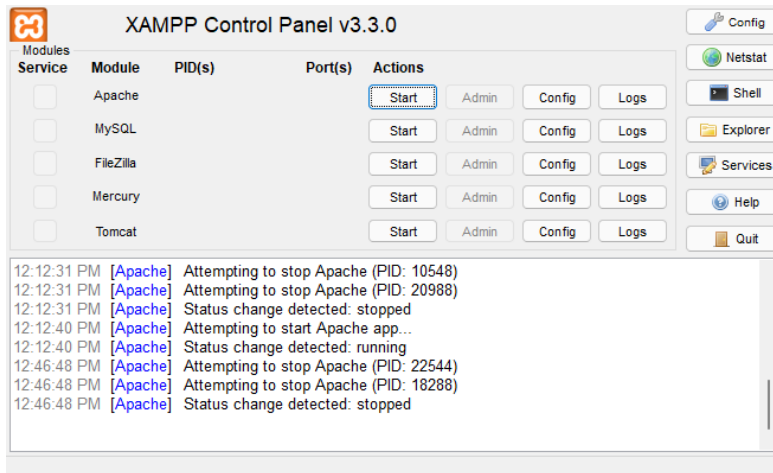 XAMPP Control Panel v3.3.0
Config
Modules
Service Module PID(s) Port(s) Actions
Netstat
Apache Start Admin Config Logs
Shell
MySQL Start Admin Config Logs
Explorer
FileZilla Start Admin Config Logs
Services
Mercury Start Admin Config Logs
Help
Tomcat Start Admin Config Logs
Quit
12:12:31 PM [Apache] Attempting to stop Apache (PID: 10548)
12:12:31 PM [Apache] Attempting to stop Apache (PID: 20988)
12:12:31 PM [Apache] Status change detected: stopped
12:12:40 PM [Apache] Attempting to start Apache app...
12:12:40 PM [Apache] Status change detected: running
12:46:48 PM [Apache] Attempting to stop Apache (PID: 22544)
12:46:48 PM [Apache] Attempting to stop Apache (PID: 18288)
12:46:48 PM [Apache] Status change detected: stopped